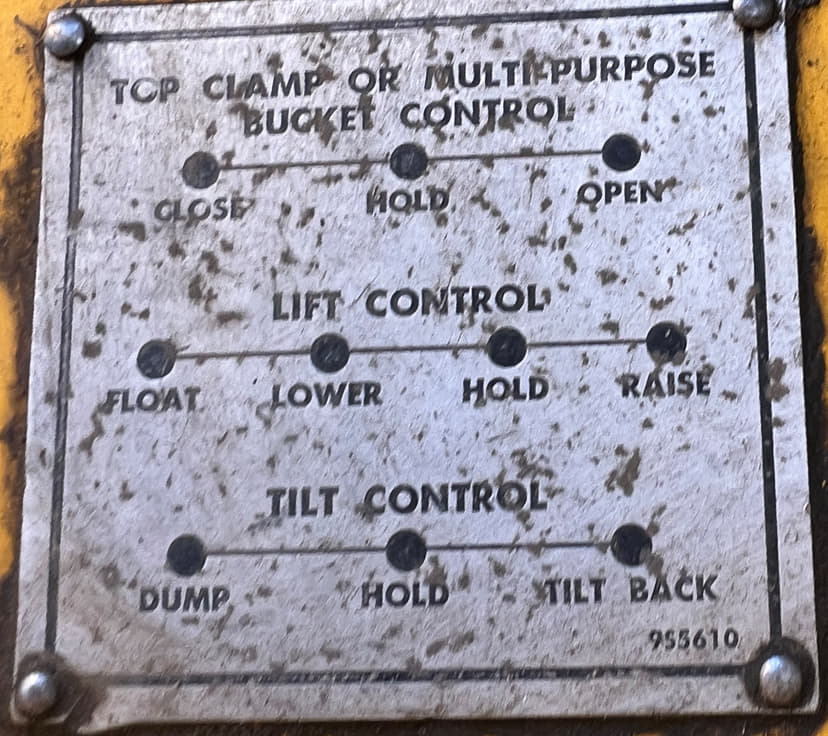 TOP CLAMP OR MULTI-PURPOSE
BUCKET CONTROL
CLOSE HOLD OPEN
LIFT CONTROL
FLOAT LOWER HOLD RAISE
TILT CONTROL
DUMP HOLD TILT BACK
9S5610